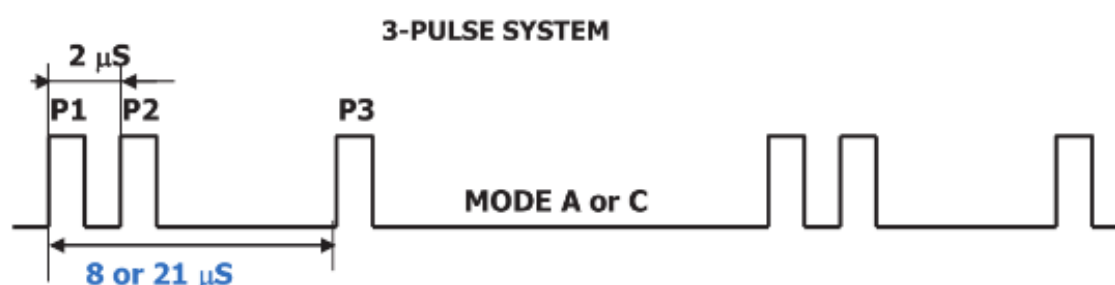 3-PULSE SYSTEM
2 μS
P1 P2 P3
MODE A or C
8 or 21 μS